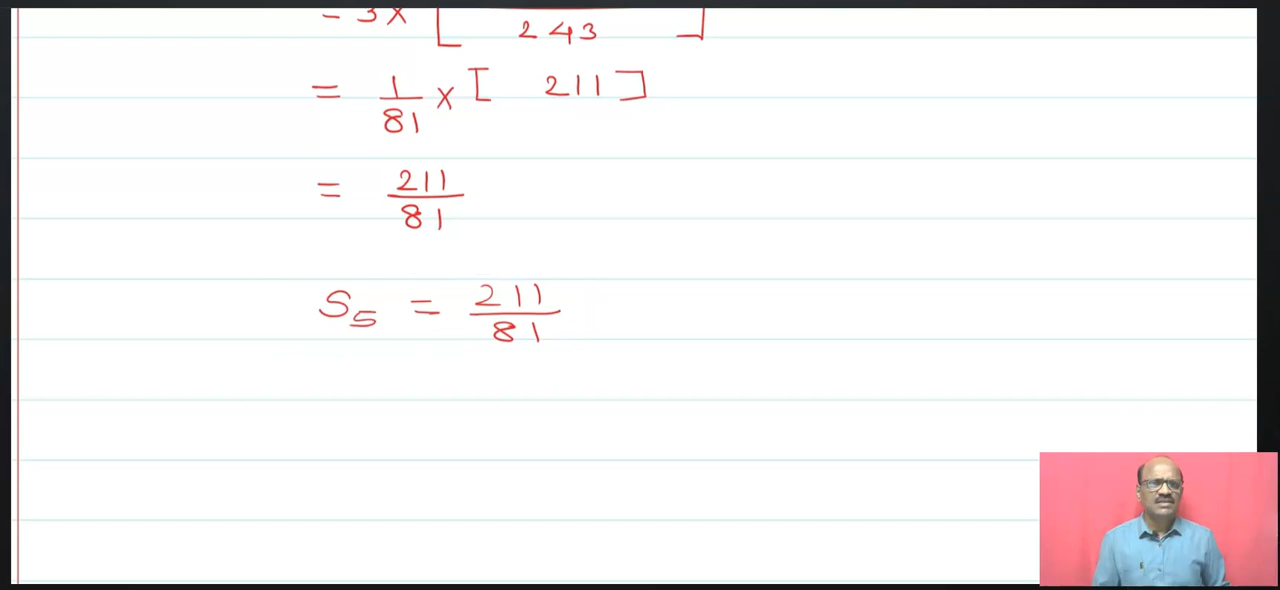 = 3 × [ 243 ]
= 1/81 × [ 211 ]
= 211/81
S₅ = 211/81